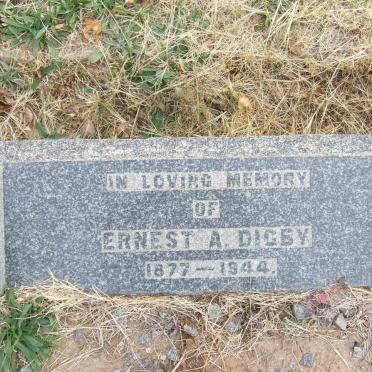 IN LOVING MEMORY
OF
ERNEST A. DIGBY
1877—1944.